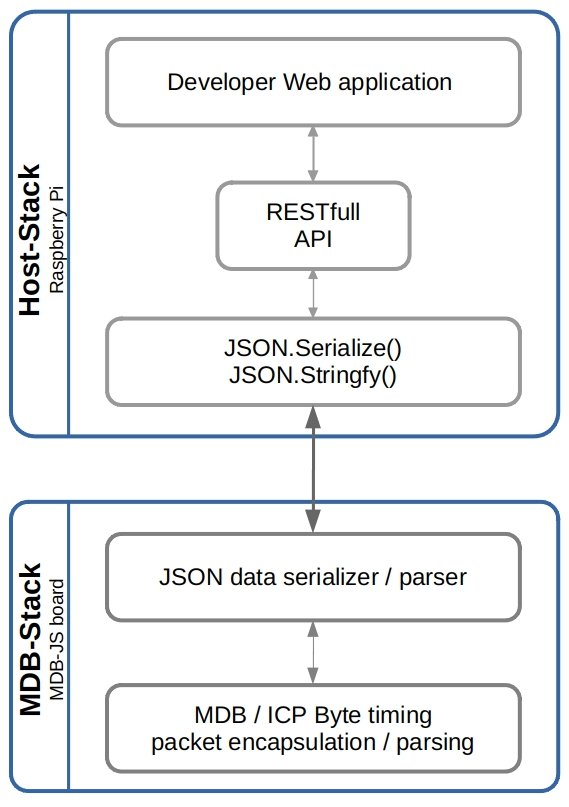 Host-Stack
Raspberry Pi
Developer Web application
RESTfull
API
JSON.Serialize()
JSON.Stringfy()
MDB-Stack
MDB-JS board
JSON data serializer / parser
MDB / ICP Byte timing
packet encapsulation / parsing